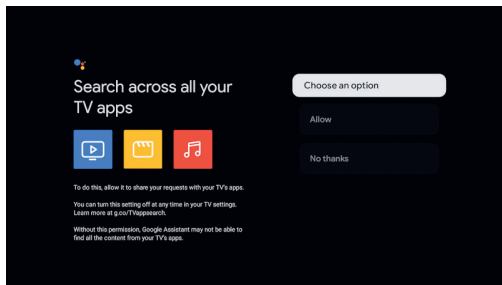 Search across all your
TV apps
To do this, allow it to share your requests with your TV's apps.
You can turn this setting off at any time in your TV settings.
Learn more at g.co/TVappsearch.
Without this permission, Google Assistant may not be able to
find all the content from your TV's apps.
Choose an option
Allow
No thanks